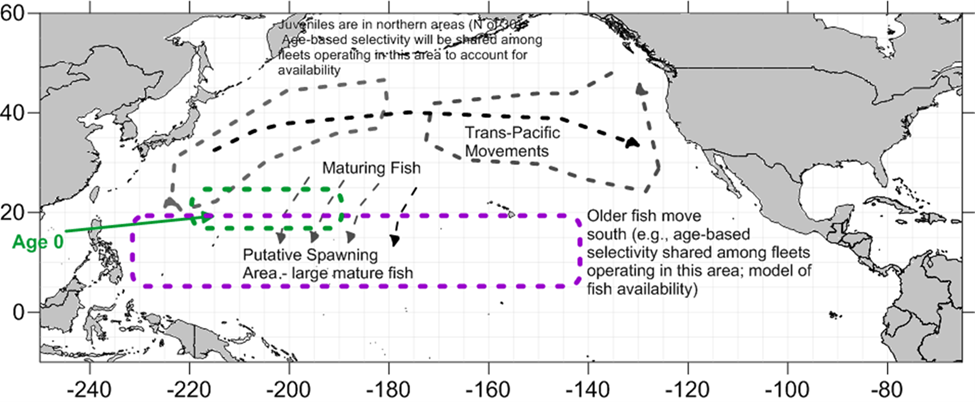 Juveniles are in northern areas (N of 30).
Age-based selectivity will be shared among
fleets operating in this area to account for
availability
60
40
20
0
Trans-Pacific
Movements
Maturing Fish
Age 0
Putative Spawning
Area.- large mature fish
Older fish move
south (e.g., age-based
selectivity shared among fleets
operating in this area; model of
fish availability)
-240
-220
-200
-180
-160
-140
-120
-100
-80